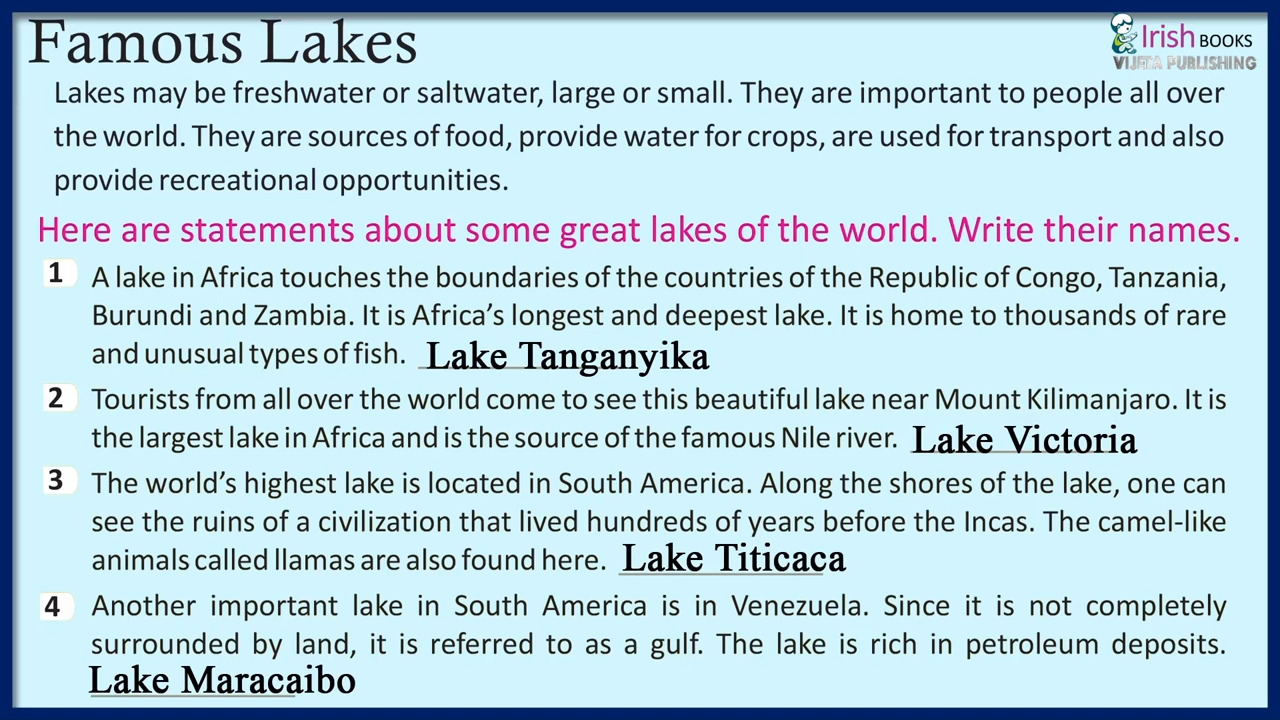 Famous Lakes
Irish BOOKS
VIJETA PUBLISHING
Lakes may be freshwater or saltwater, large or small. They are important to people all over
the world. They are sources of food, provide water for crops, are used for transport and also
provide recreational opportunities.
Here are statements about some great lakes of the world. Write their names.
1 A lake in Africa touches the boundaries of the countries of the Republic of Congo, Tanzania,
Burundi and Zambia. It is Africa’s longest and deepest lake. It is home to thousands of rare
and unusual types of fish. Lake Tanganyika
2 Tourists from all over the world come to see this beautiful lake near Mount Kilimanjaro. It is
the largest lake in Africa and is the source of the famous Nile river. Lake Victoria
3 The world’s highest lake is located in South America. Along the shores of the lake, one can
see the ruins of a civilization that lived hundreds of years before the Incas. The camel-like
animals called llamas are also found here. Lake Titicaca
4 Another important lake in South America is in Venezuela. Since it is not completely
surrounded by land, it is referred to as a gulf. The lake is rich in petroleum deposits.
Lake Maracaibo